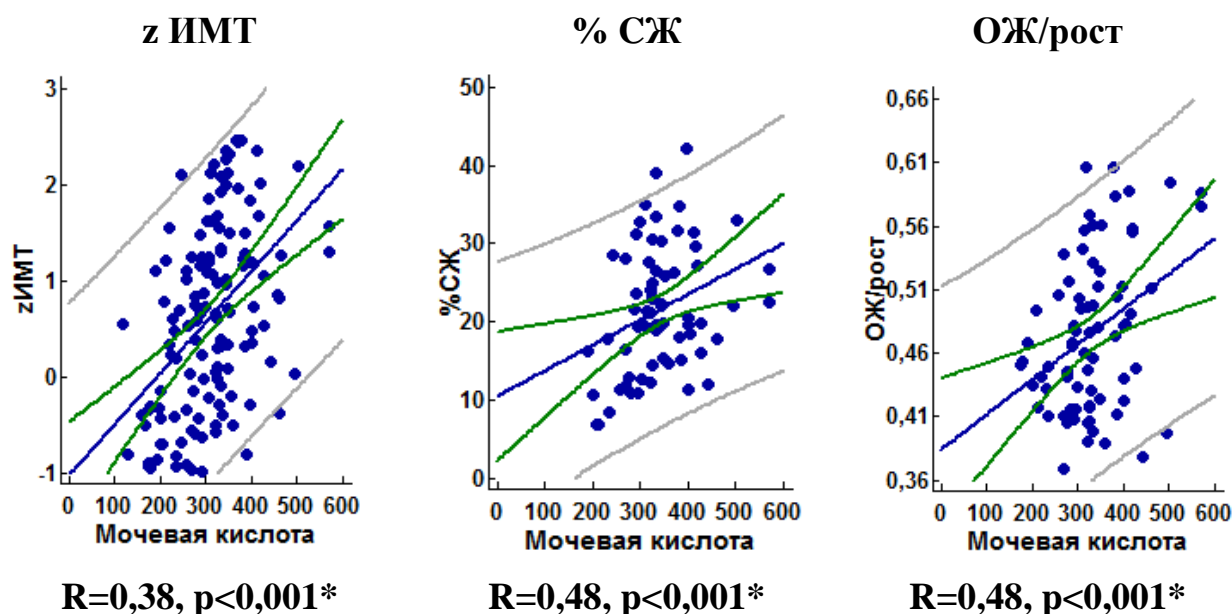 z ИМТ
% СЖ
ОЖ/рост
zИМТ
3
2
1
0
-1
0 100 200 300 400 500 600
Мочевая кислота
%СЖ
50
40
30
20
10
0
0 100 200 300 400 500 600
Мочевая кислота
ОЖ/рост
0,66
0,61
0,56
0,51
0,46
0,41
0,36
0 100 200 300 400 500 600
Мочевая кислота
R=0,38, p<0,001*
R=0,48, p<0,001*
R=0,48, p<0,001*